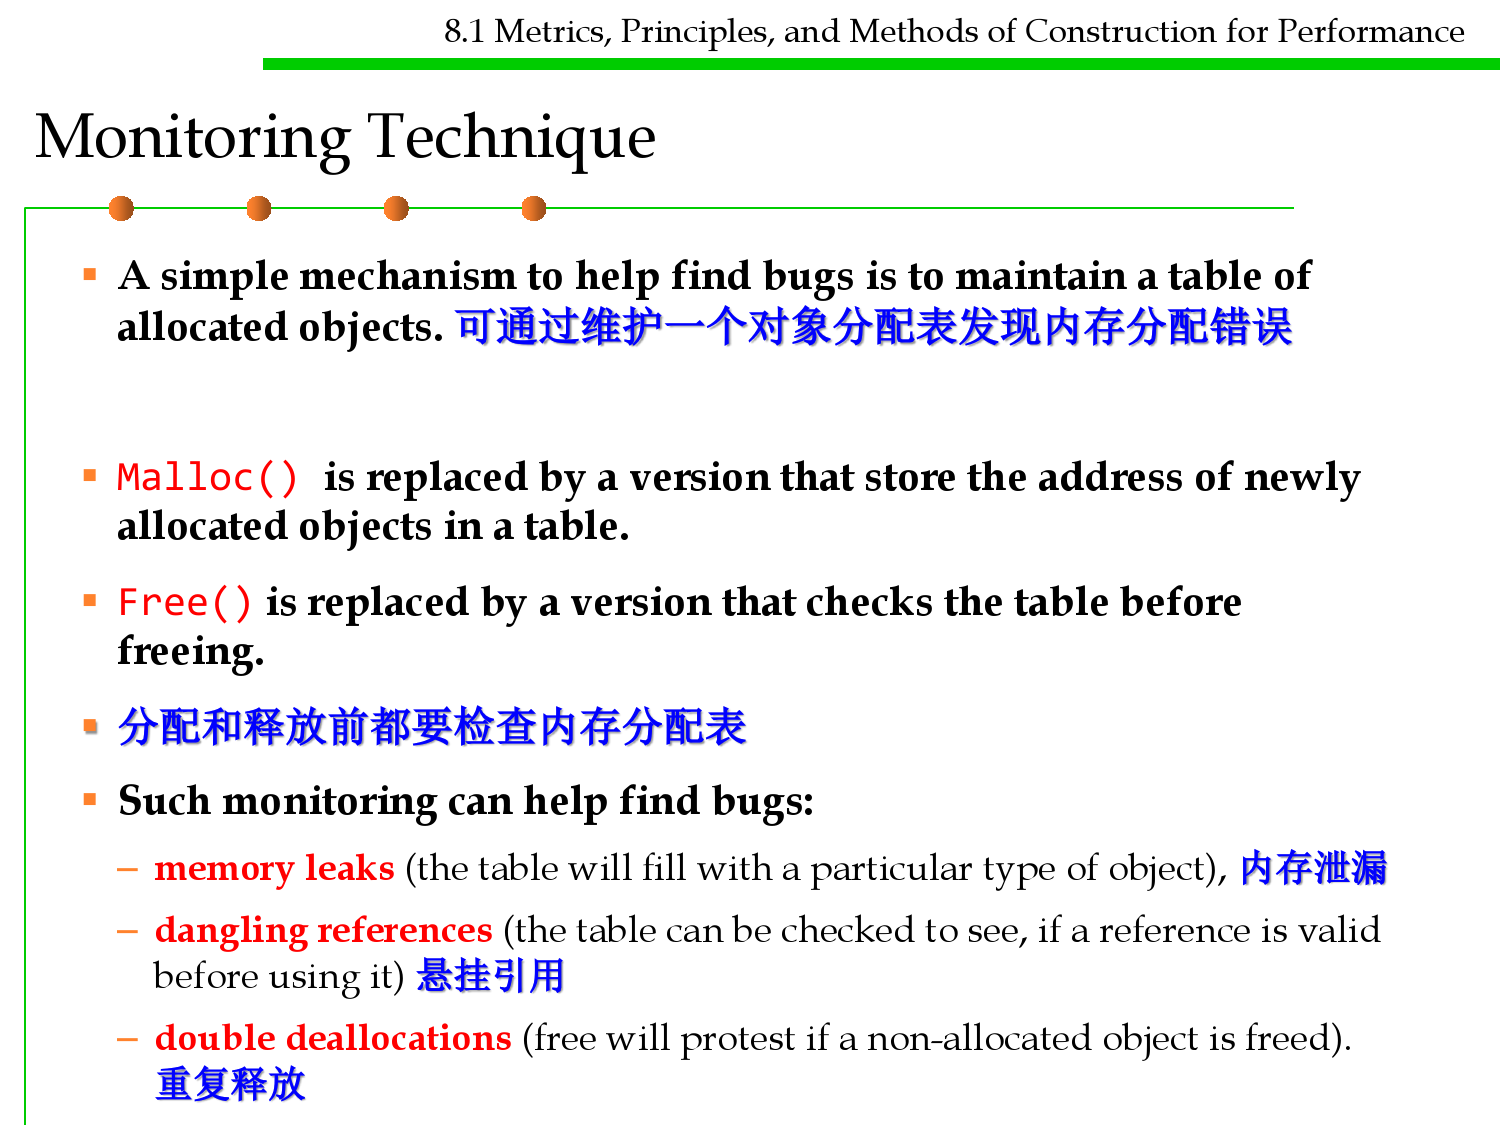 8.1 Metrics, Principles, and Methods of Construction for Performance
Monitoring Technique
A simple mechanism to help find bugs is to maintain a table of
allocated objects. 可通过维护一个对象分配表发现内存分配错误
Malloc() is replaced by a version that store the address of newly
allocated objects in a table.
Free() is replaced by a version that checks the table before
freeing.
分配和释放前都要检查内存分配表
Such monitoring can help find bugs:
– memory leaks (the table will fill with a particular type of object), 内存泄漏
– dangling references (the table can be checked to see, if a reference is valid
before using it) 悬挂引用
– double deallocations (free will protest if a non-allocated object is freed).
重复释放